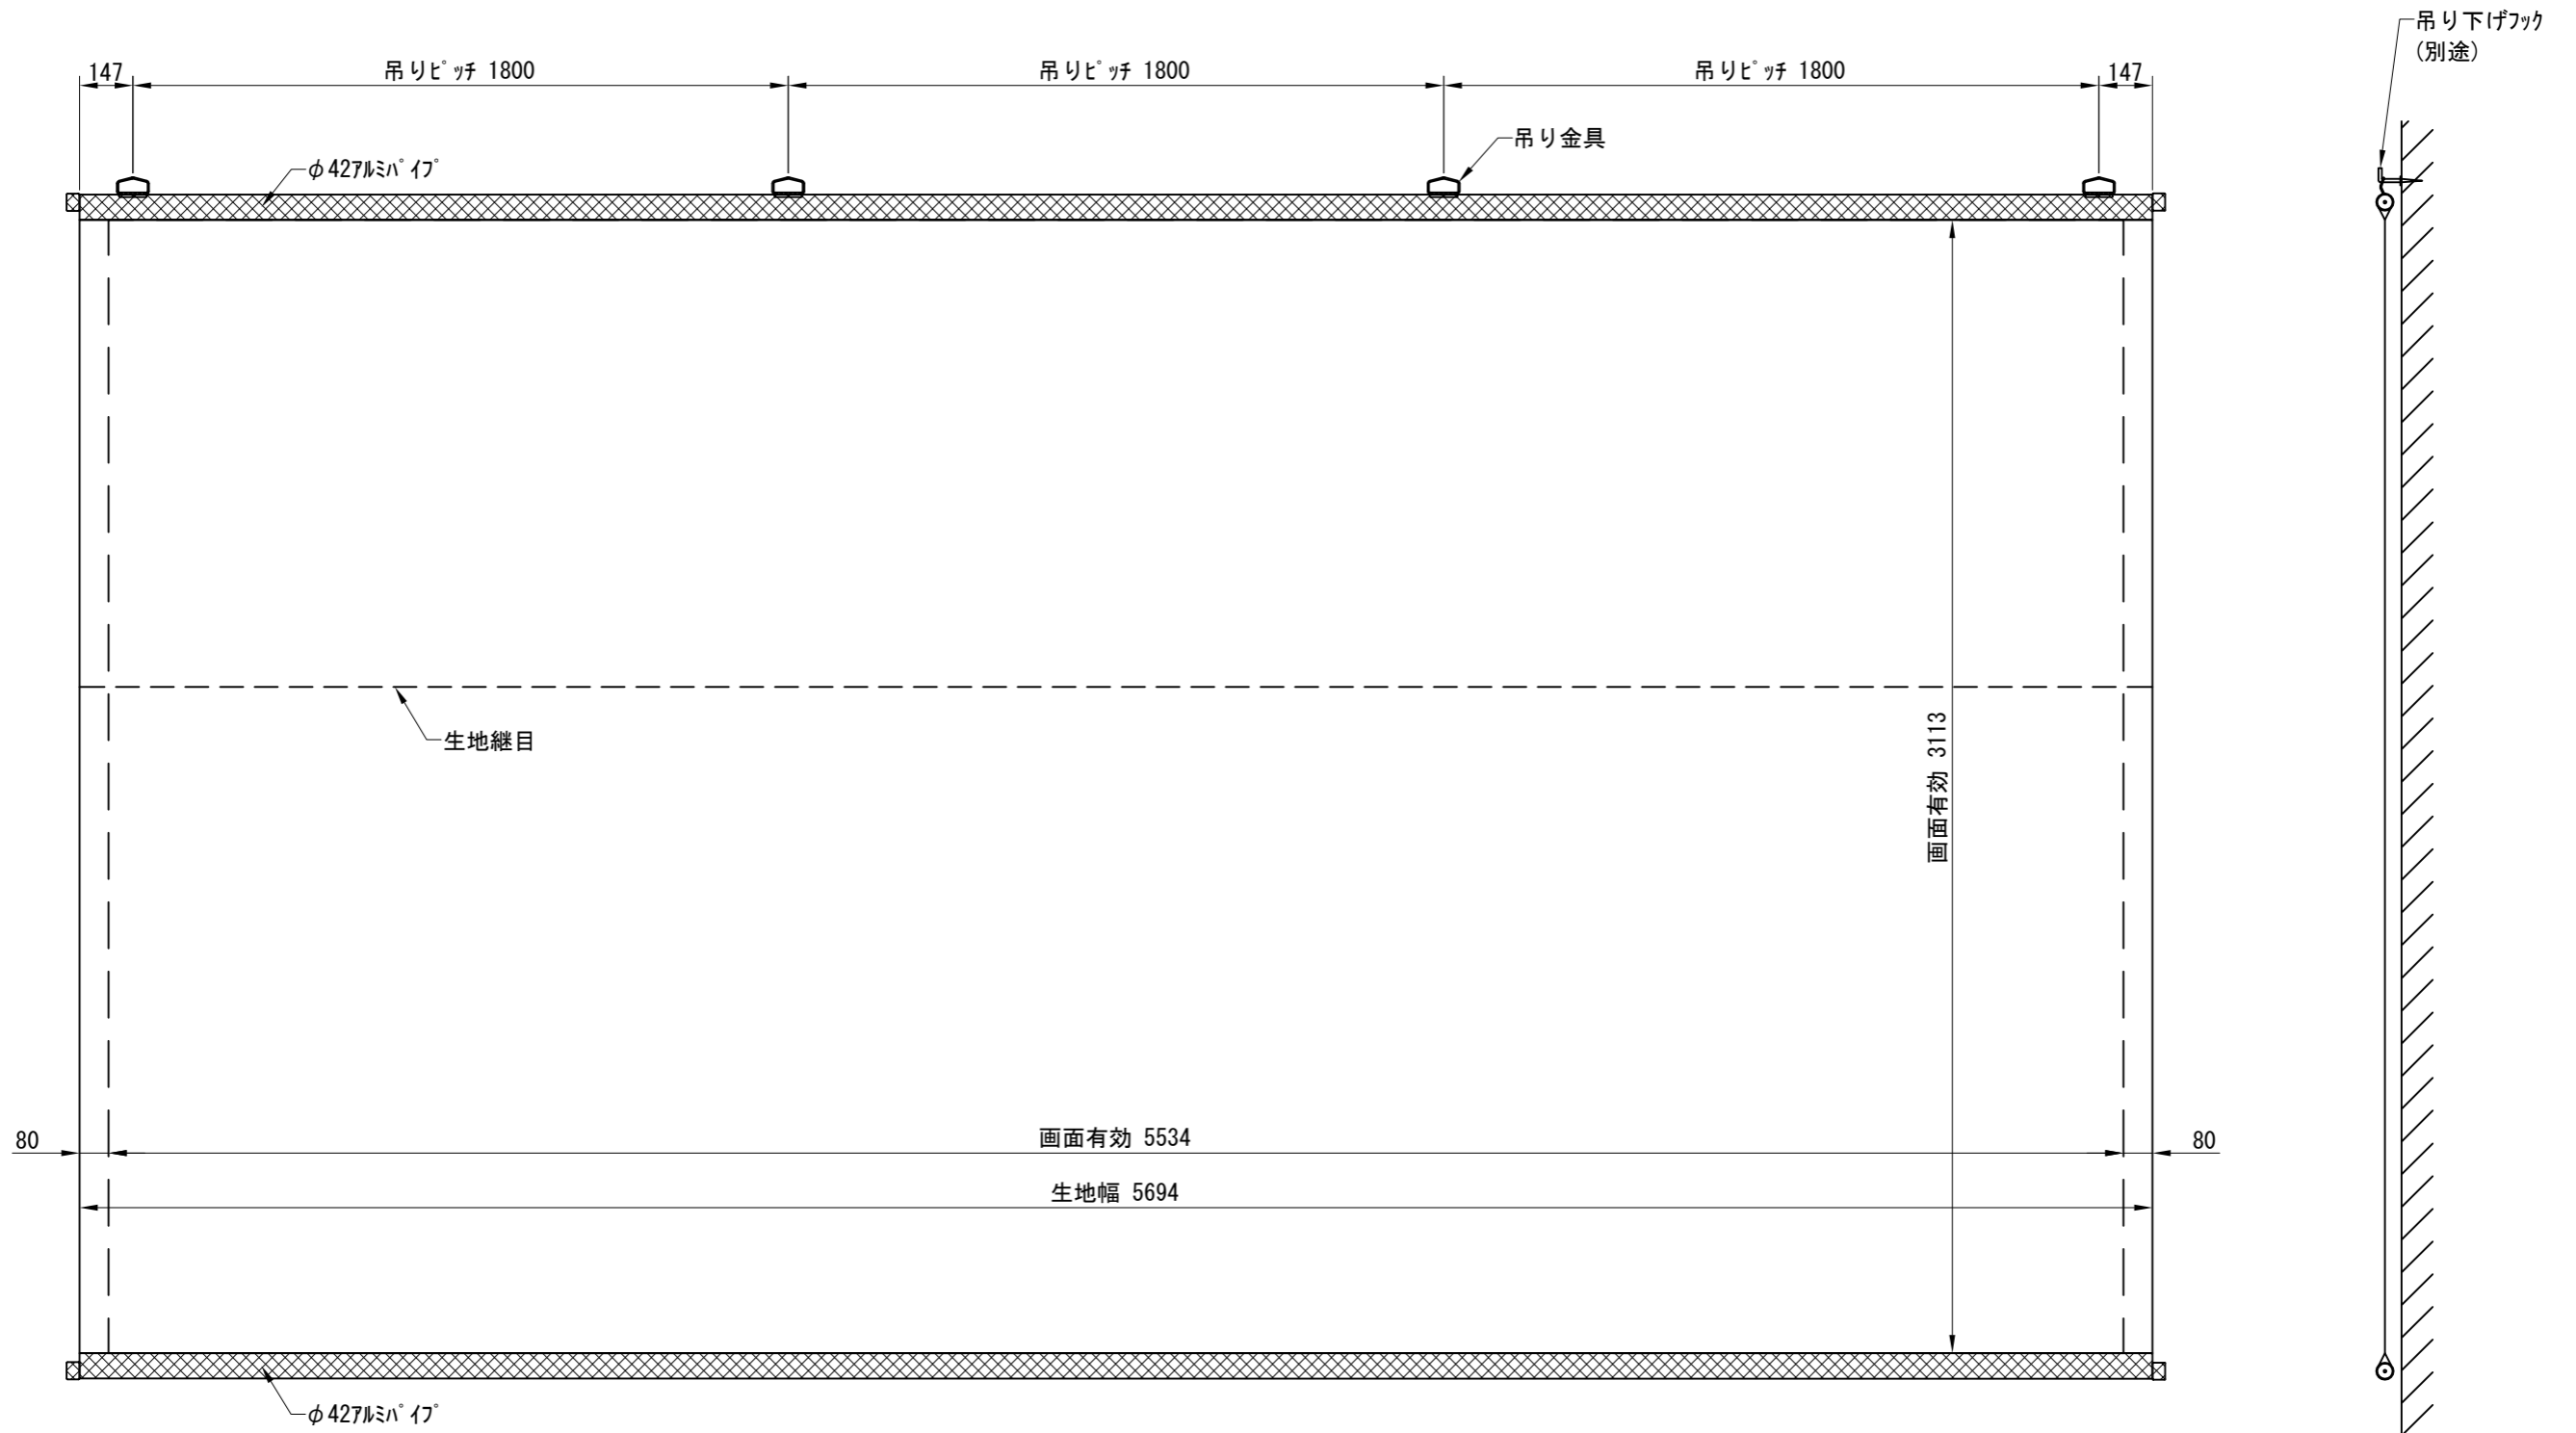 吊り下げﾌｯｸ
(別途)
147
吊りﾋﾟｯﾁ 1800
吊りﾋﾟｯﾁ 1800
吊りﾋﾟｯﾁ 1800
147
吊り金具
φ42ｱﾙﾐﾊﾟｲﾌﾟ
生地継目
画面有効 3113
80
画面有効 5534
80
生地幅 5694
φ42ｱﾙﾐﾊﾟｲﾌﾟ